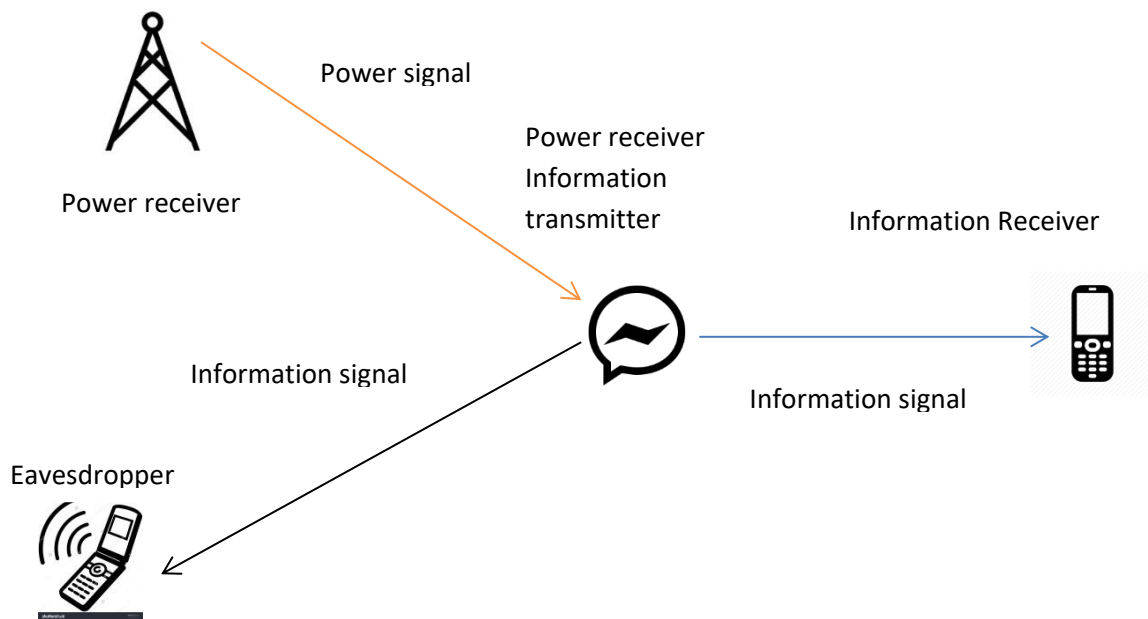 Power signal
Power receiver
Information
transmitter
Power receiver
Information Receiver
Information signal
Information signal
Eavesdropper